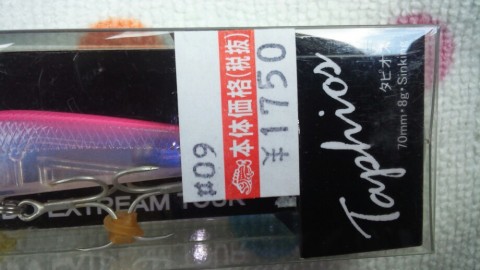 本体価格(税抜)
¥1750
#09
Taphios
タピオス
70mm・8g・Sinking
EXTREAM TOUR